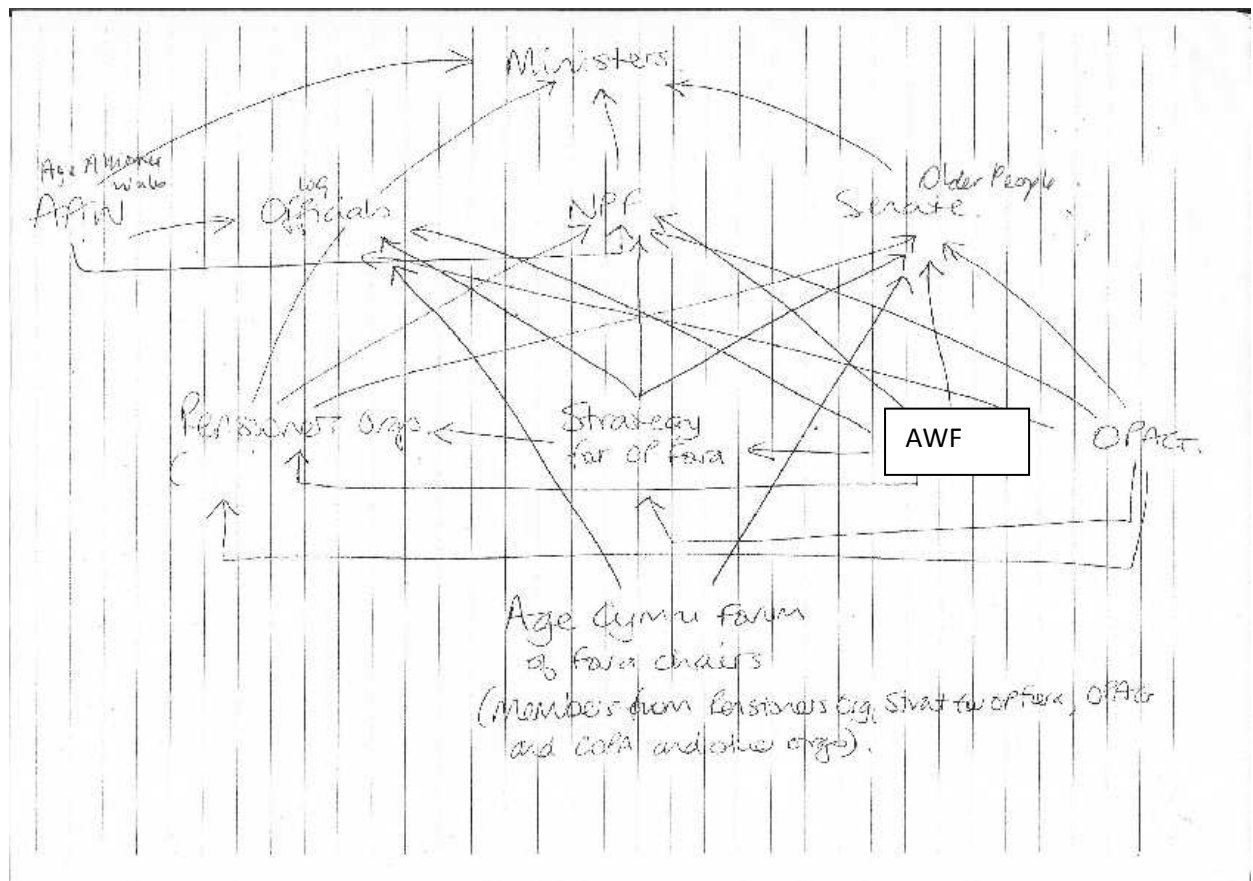 Ministers
Age Alliance
Wales
AAW
WG
Officials
NPF
Older People
Senate
Pensioners Orgs.
(
Strategy
for OP fora
AWF
OPAG.
Age Cymru Forum
of fora chairs
(Members from Pensioners Org, Strat for OP Fora, OPAG
and COPA and other orgs).